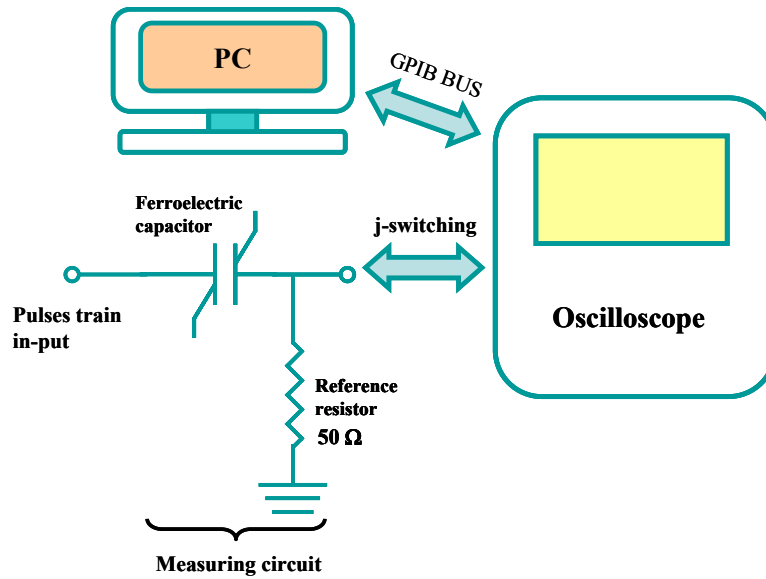 PC
GPIB BUS
Ferroelectric
capacitor
j-switching
Pulses train
in-put
Oscilloscope
Reference
resistor
50 Ω
Measuring circuit